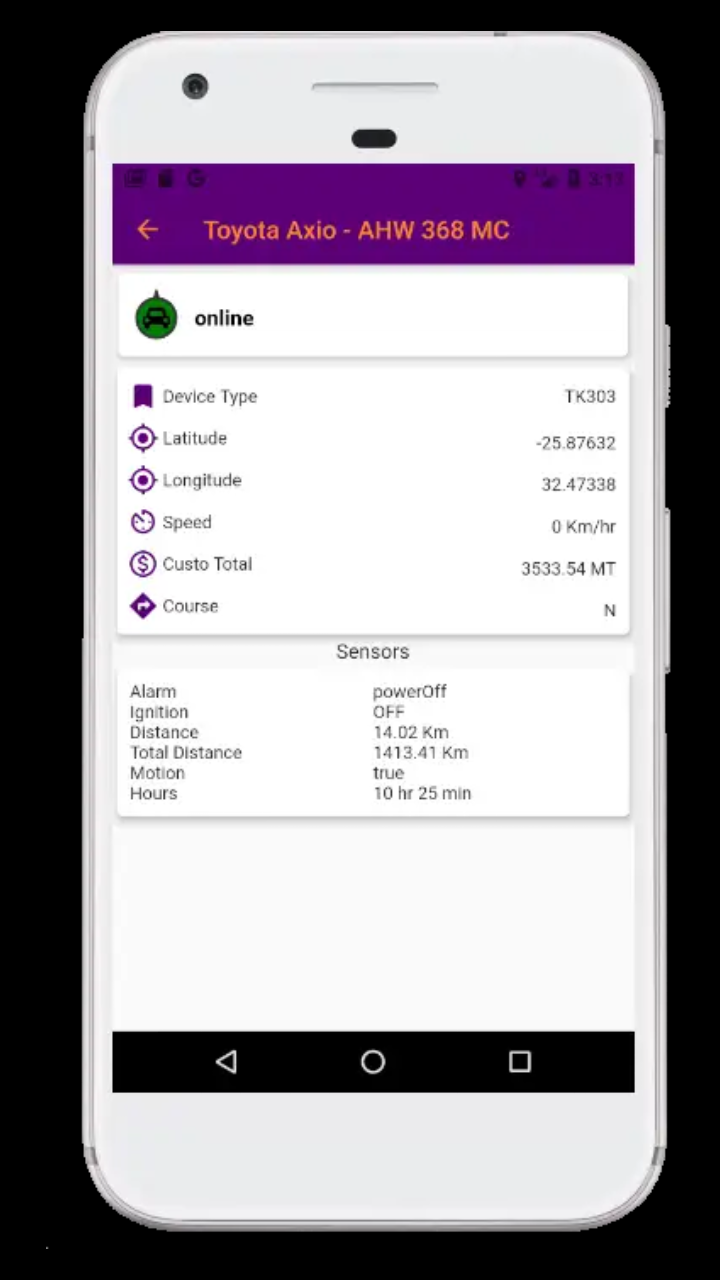 3:13
Toyota Axio - AHW 368 MC
online
Device Type TK303
Latitude -25.87632
Longitude 32.47338
Speed 0 Km/hr
Custo Total 3533.54 MT
Course N
Sensors
Alarm powerOff
Ignition OFF
Distance 14.02 Km
Total Distance 1413.41 Km
Motion true
Hours 10 hr 25 min